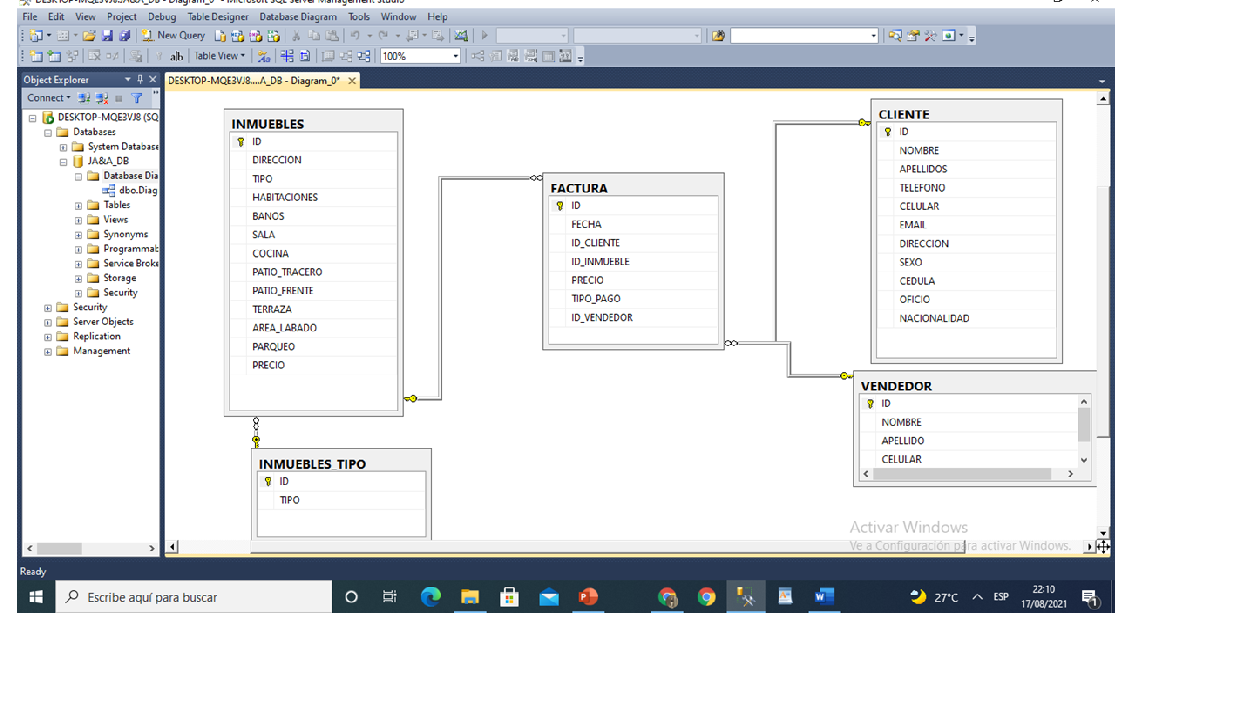 DESKTOP-MQE3VJ8...A&A_DB - Diagram_0* - Microsoft SQL Server Management Studio
File Edit View Project Debug Table Designer Database Diagram Tools Window Help
New Query
Table View 100%
Object Explorer
DESKTOP-MQE3VJ8....A_DB - Diagram_0*
Connect
DESKTOP-MQE3VJ8 (SQ
Databases
System Database
JA&A_DB
Database Dia
dbo.Diag
Tables
Views
Synonyms
Programmab
Service Broke
Storage
Security
Security
Server Objects
Replication
Management
INMUEBLES
ID
DIRECCION
TIPO
HABITACIONES
BANOS
SALA
COCINA
PATIO_TRACERO
PATIO_FRENTE
TERRAZA
AREA_LABADO
PARQUEO
PRECIO
INMUEBLES_TIPO
ID
TIPO
FACTURA
ID
FECHA
ID_CLIENTE
ID_INMUEBLE
PRECIO
TIPO_PAGO
ID_VENDEDOR
CLIENTE
ID
NOMBRE
APELLIDOS
TELEFONO
CELULAR
EMAIL
DIRECCION
SEXO
CEDULA
OFICIO
NACIONALIDAD
VENDEDOR
ID
NOMBRE
APELLIDO
CELULAR
Activar Windows
Ve a Configuración para activar Windows.
Ready
Escribe aquí para buscar
27°C ESP
22:10
17/08/2021
1